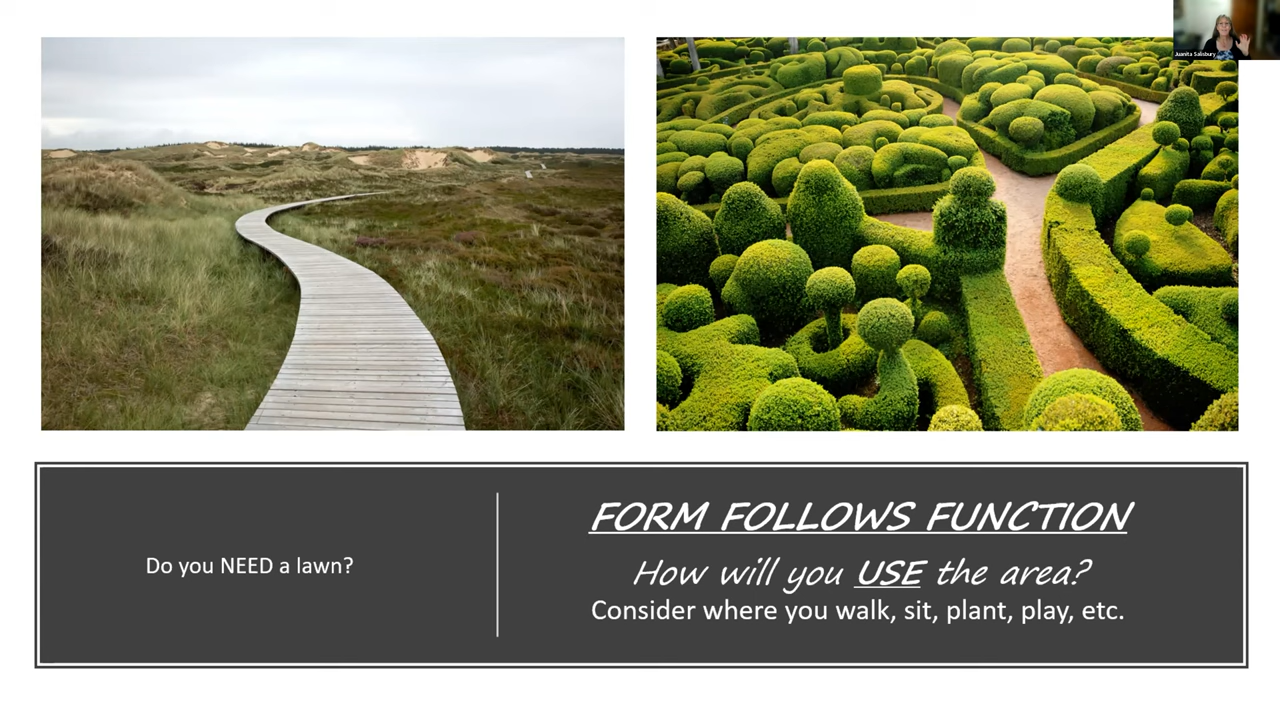 Juanita Salisbury
Do you NEED a lawn?
FORM FOLLOWS FUNCTION
How will you USE the area?
Consider where you walk, sit, plant, play, etc.